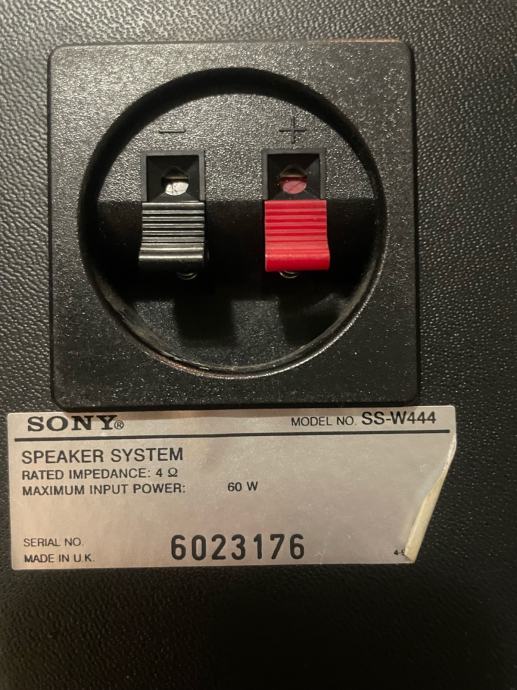 − +
SONY® MODEL NO. SS-W444
SPEAKER SYSTEM
RATED IMPEDANCE: 4 Ω
MAXIMUM INPUT POWER: 60 W
SERIAL NO. 6023176
MADE IN U.K.